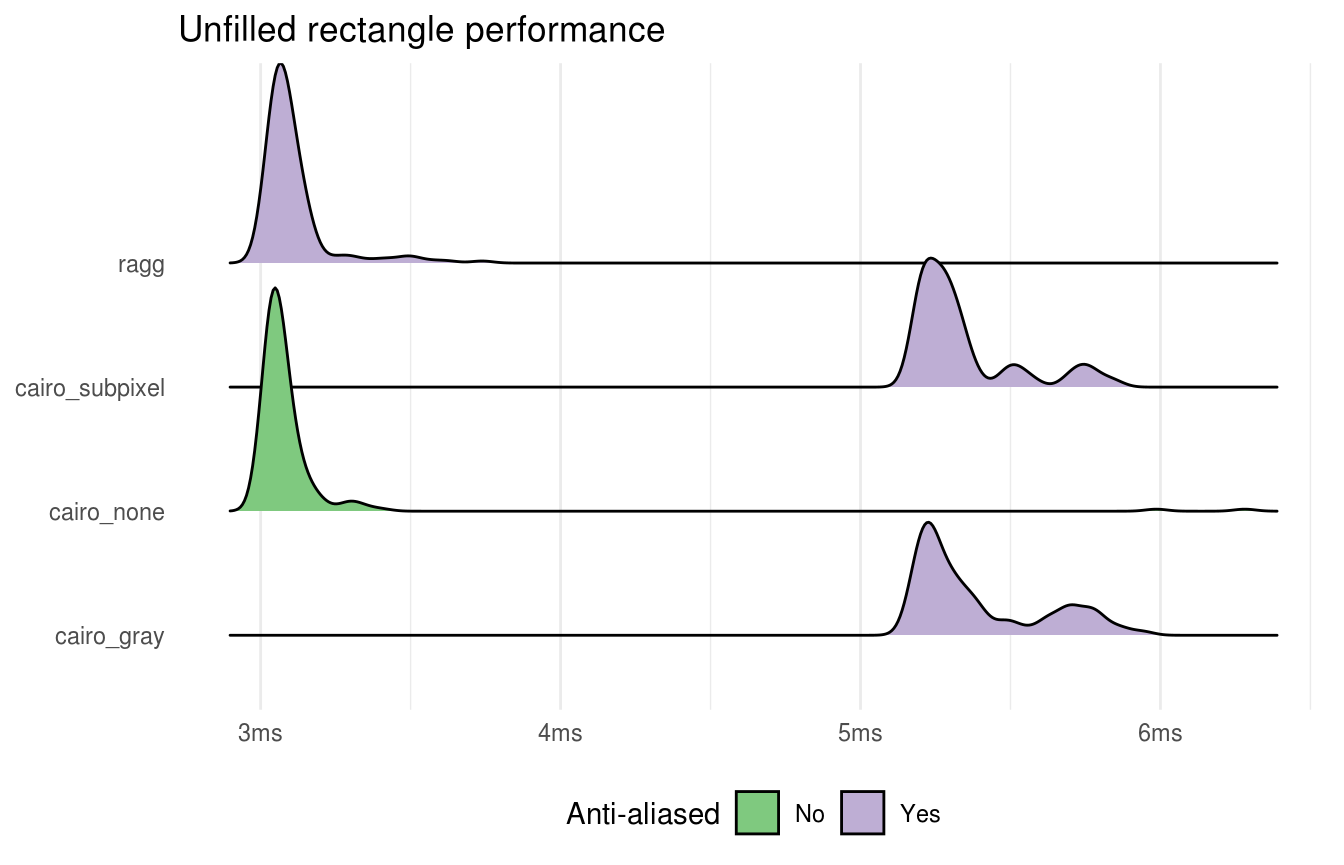 Unfilled rectangle performance
ragg
cairo_subpixel
cairo_none
cairo_gray
3ms 4ms 5ms 6ms
Anti-aliased No Yes